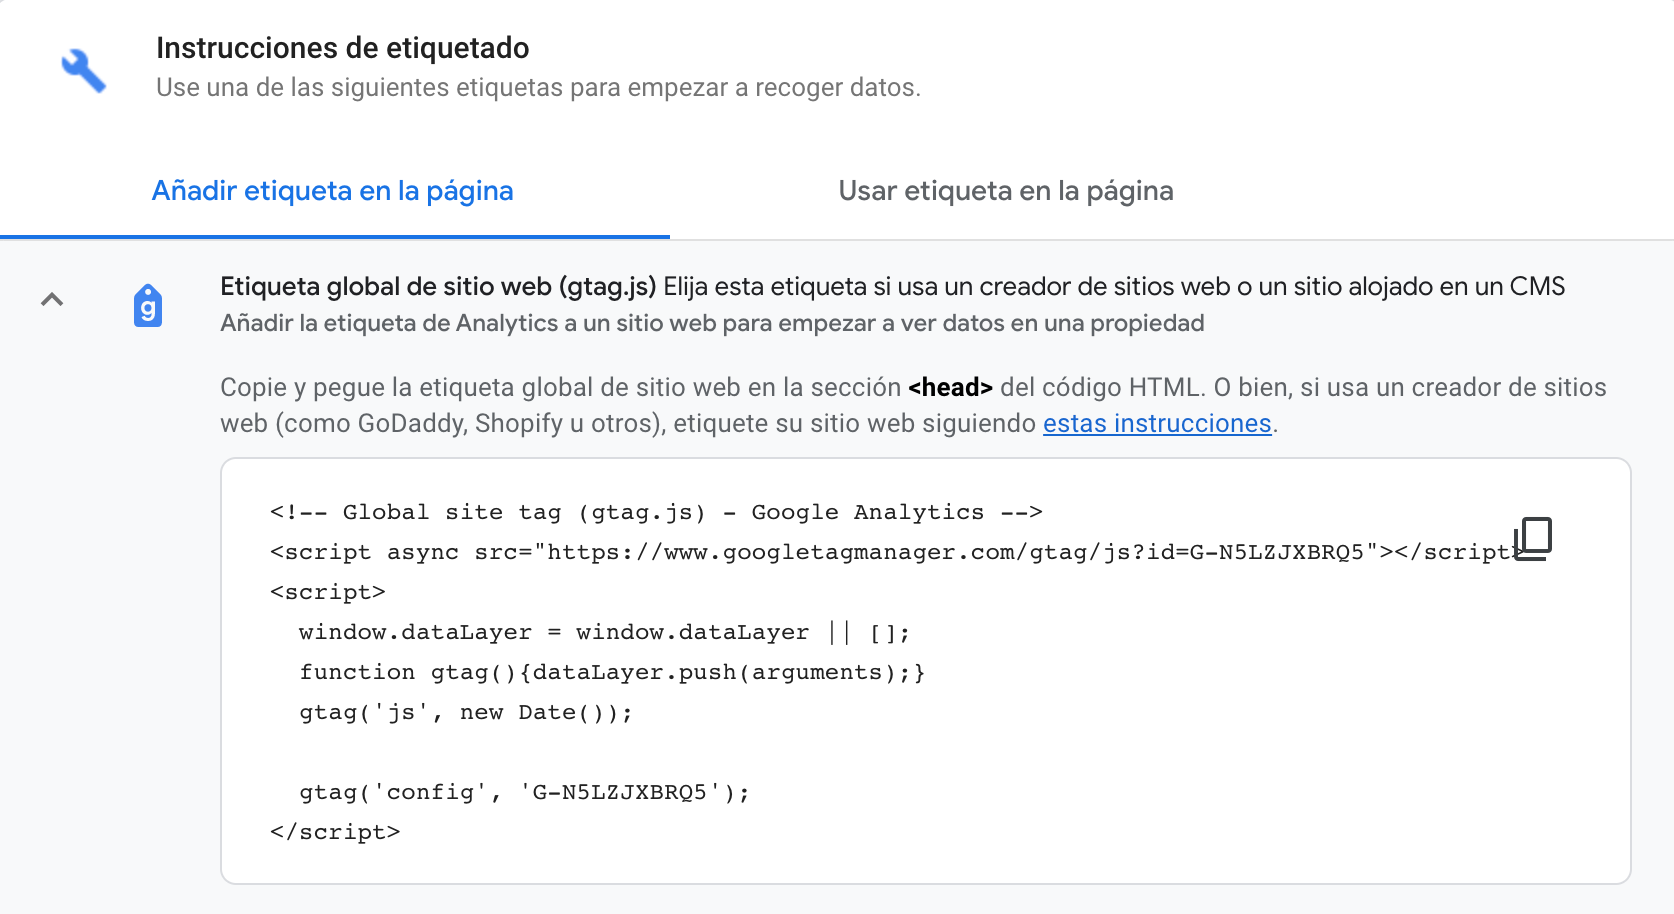 Instrucciones de etiquetado
Use una de las siguientes etiquetas para empezar a recoger datos.
Añadir etiqueta en la página
Usar etiqueta en la página
g
Etiqueta global de sitio web (gtag.js) Elija esta etiqueta si usa un creador de sitios web o un sitio alojado en un CMS
Añadir la etiqueta de Analytics a un sitio web para empezar a ver datos en una propiedad
Copie y pegue la etiqueta global de sitio web en la sección <head> del código HTML. O bien, si usa un creador de sitios
web (como GoDaddy, Shopify u otros), etiquete su sitio web siguiendo estas instrucciones.
<!-- Global site tag (gtag.js) - Google Analytics -->
<script async src="https://www.googletagmanager.com/gtag/js?id=G-N5LZJXBRQ5"></script>
<script>
  window.dataLayer = window.dataLayer || [];
  function gtag(){dataLayer.push(arguments);}
  gtag('js', new Date());
  gtag('config', 'G-N5LZJXBRQ5');
</script>